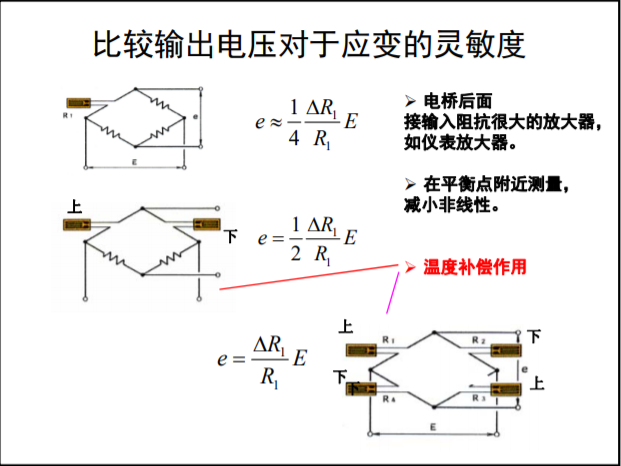 比较输出电压对于应变的灵敏度
R₁
e
E
e ≈ 1/4 ΔR₁/R₁ E
➢ 电桥后面
接输入阻抗很大的放大器，
如仪表放大器。
➢ 在平衡点附近测量，
减小非线性。
上
下
e = 1/2 ΔR₁/R₁ E
➢ 温度补偿作用
e = ΔR₁/R₁ E
上
R₁
R₂
下
e
下
下
上
R₄
R₃
E